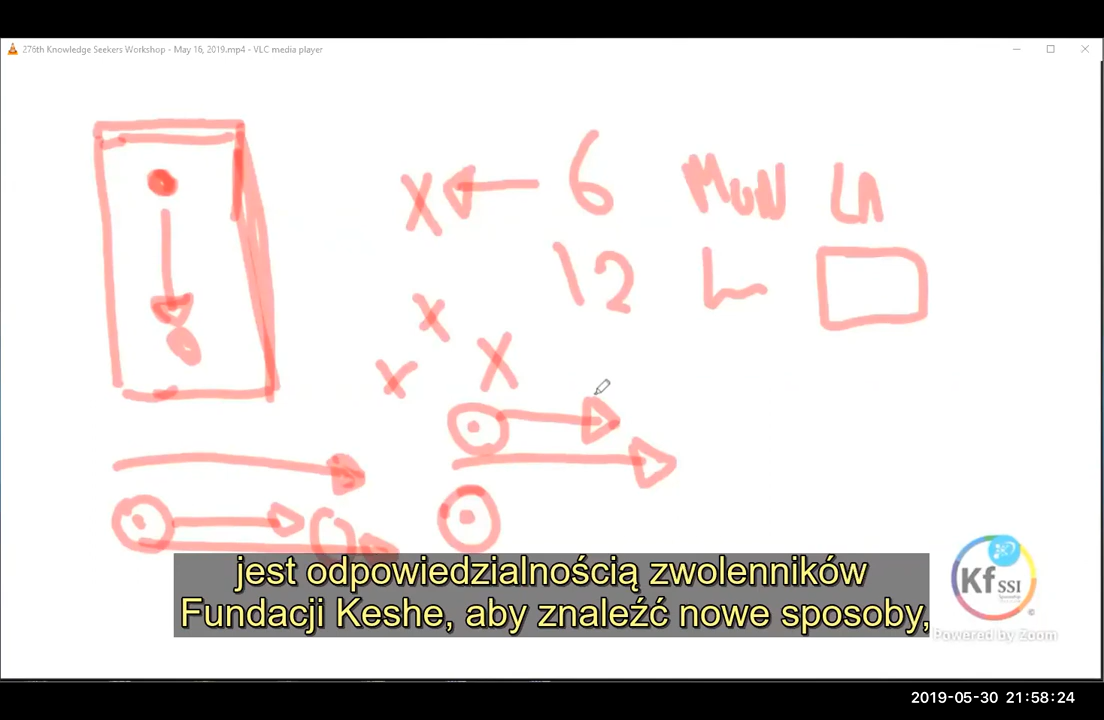 276th Knowledge Seekers Workshop - May 16, 2019.mp4 - VLC media player
X 6 MUN
12
X
X X
jest odpowiedzialnością zwolenników
Fundacji Keshe, aby znaleźć nowe sposoby,
Kf SSI
©
Powered by Zoom
2019-05-30 21:58:24